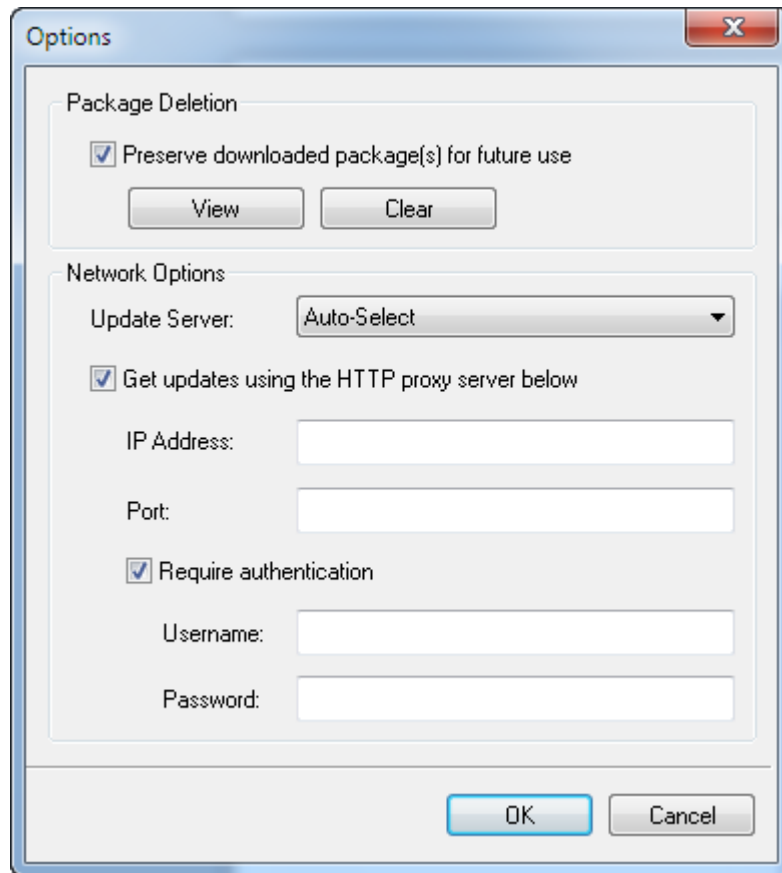 Options
Package Deletion
Preserve downloaded package(s) for future use
View Clear
Network Options
Update Server: Auto-Select
Get updates using the HTTP proxy server below
IP Address:
Port:
Require authentication
Username:
Password:
OK Cancel